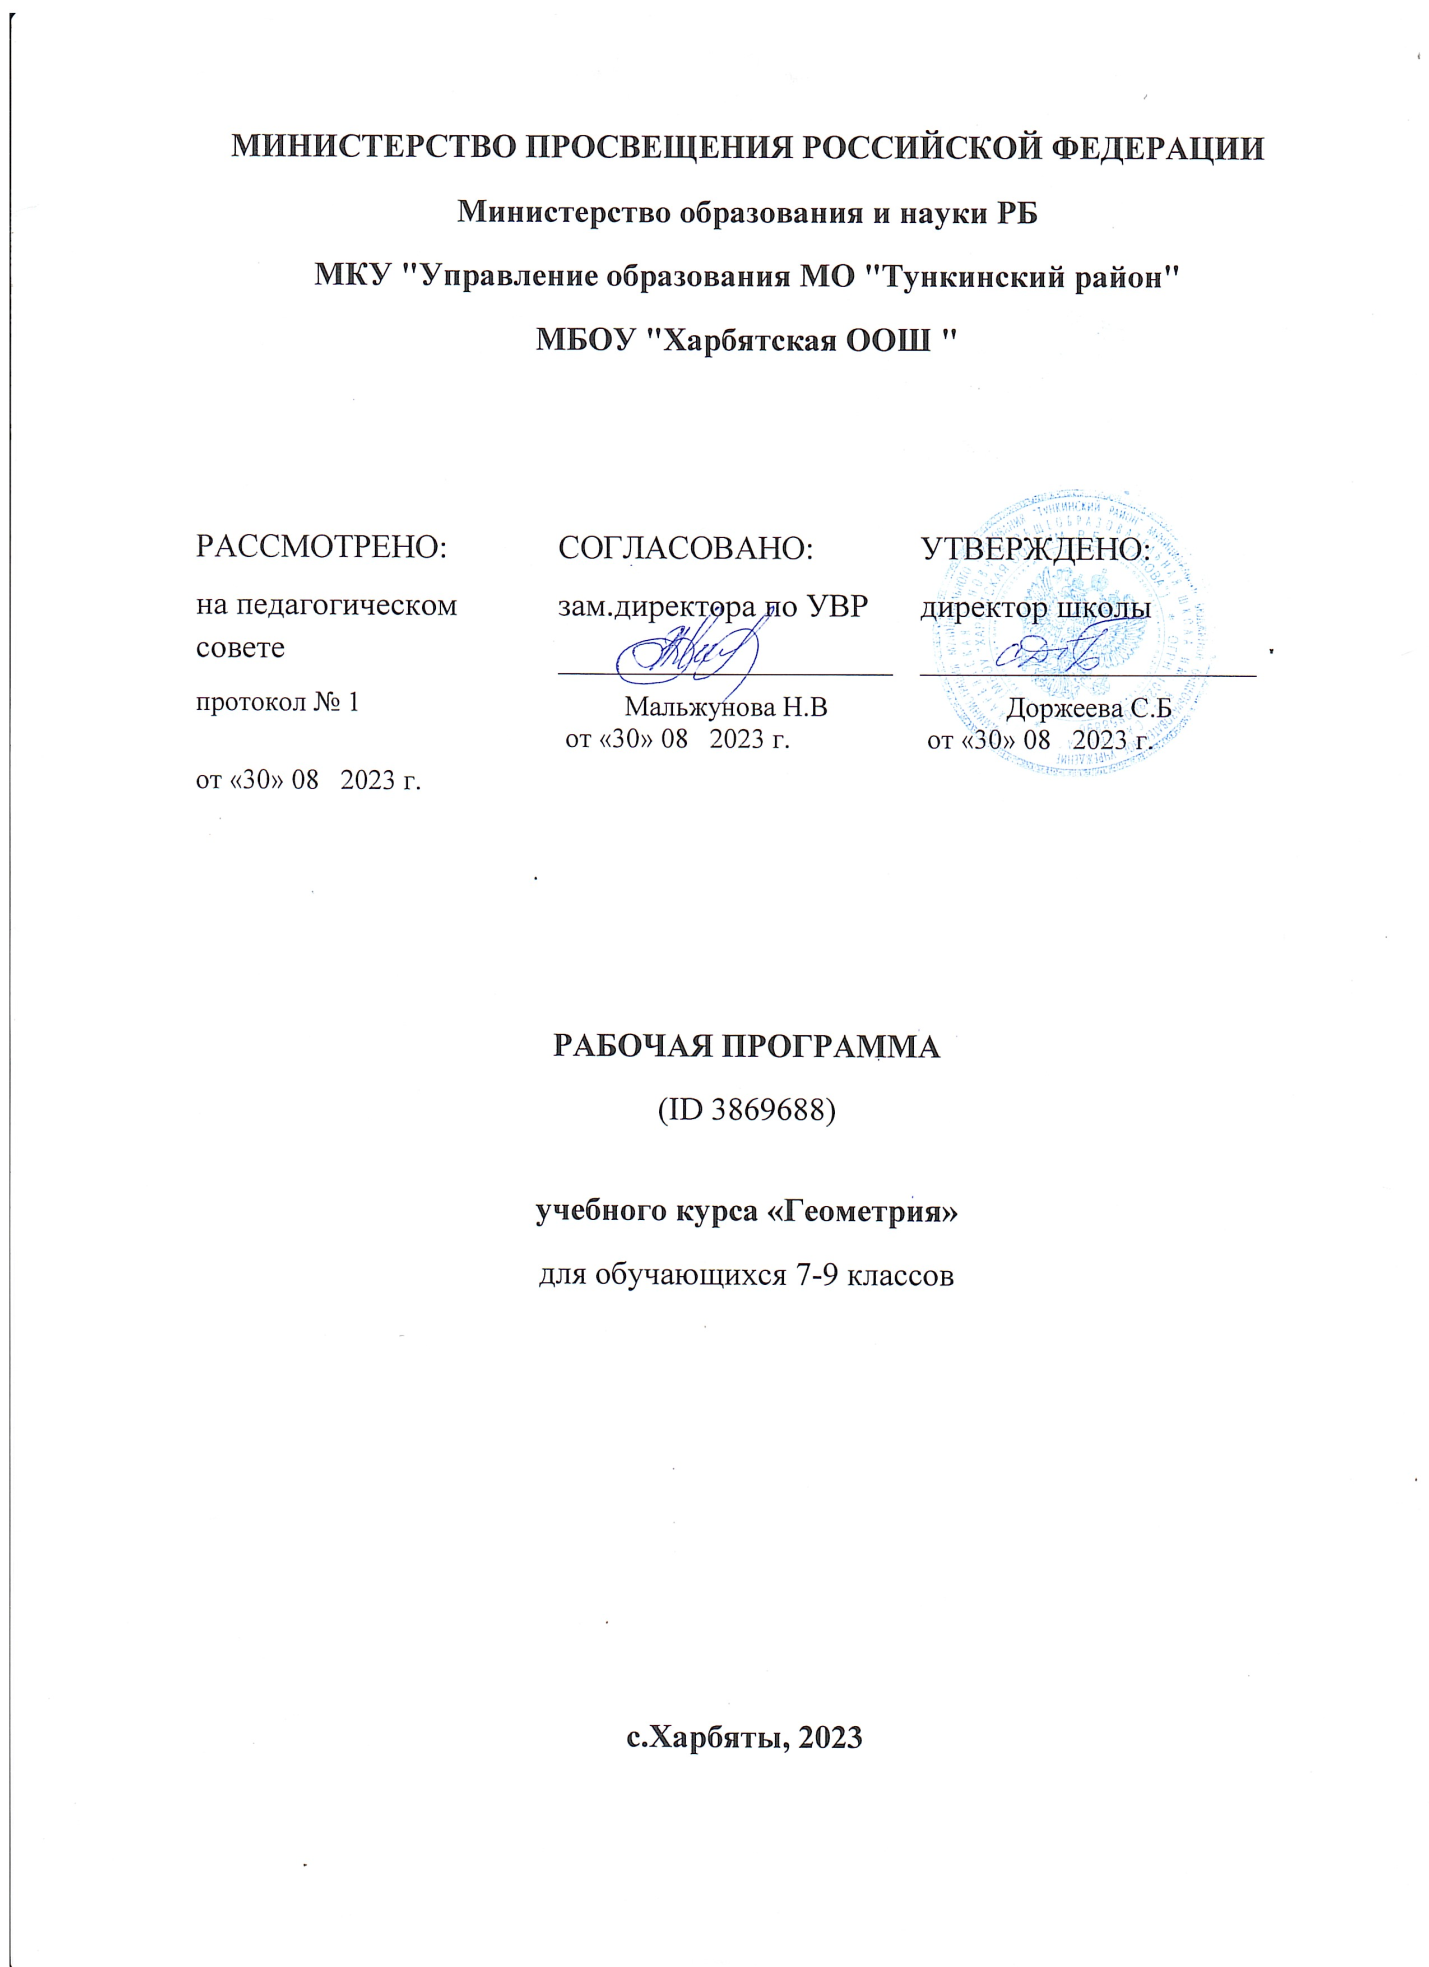 МИНИСТЕРСТВО ПРОСВЕЩЕНИЯ РОССИЙСКОЙ ФЕДЕРАЦИИ
Министерство образования и науки РБ
МКУ "Управление образования МО "Тункинский район"
МБОУ "Харбятская ООШ "
РАССМОТРЕНО:
на педагогическом
совете
протокол № 1
от «30» 08 2023 г.
СОГЛАСОВАНО:
зам.директора по УВР
Мальжунова Н.В
от «30» 08 2023 г.
УТВЕРЖДЕНО:
директор школы
Доржеева С.Б
от «30» 08 2023 г.
РАБОЧАЯ ПРОГРАММА
(ID 3869688)
учебного курса «Геометрия»
для обучающихся 7-9 классов
с.Харбяты, 2023